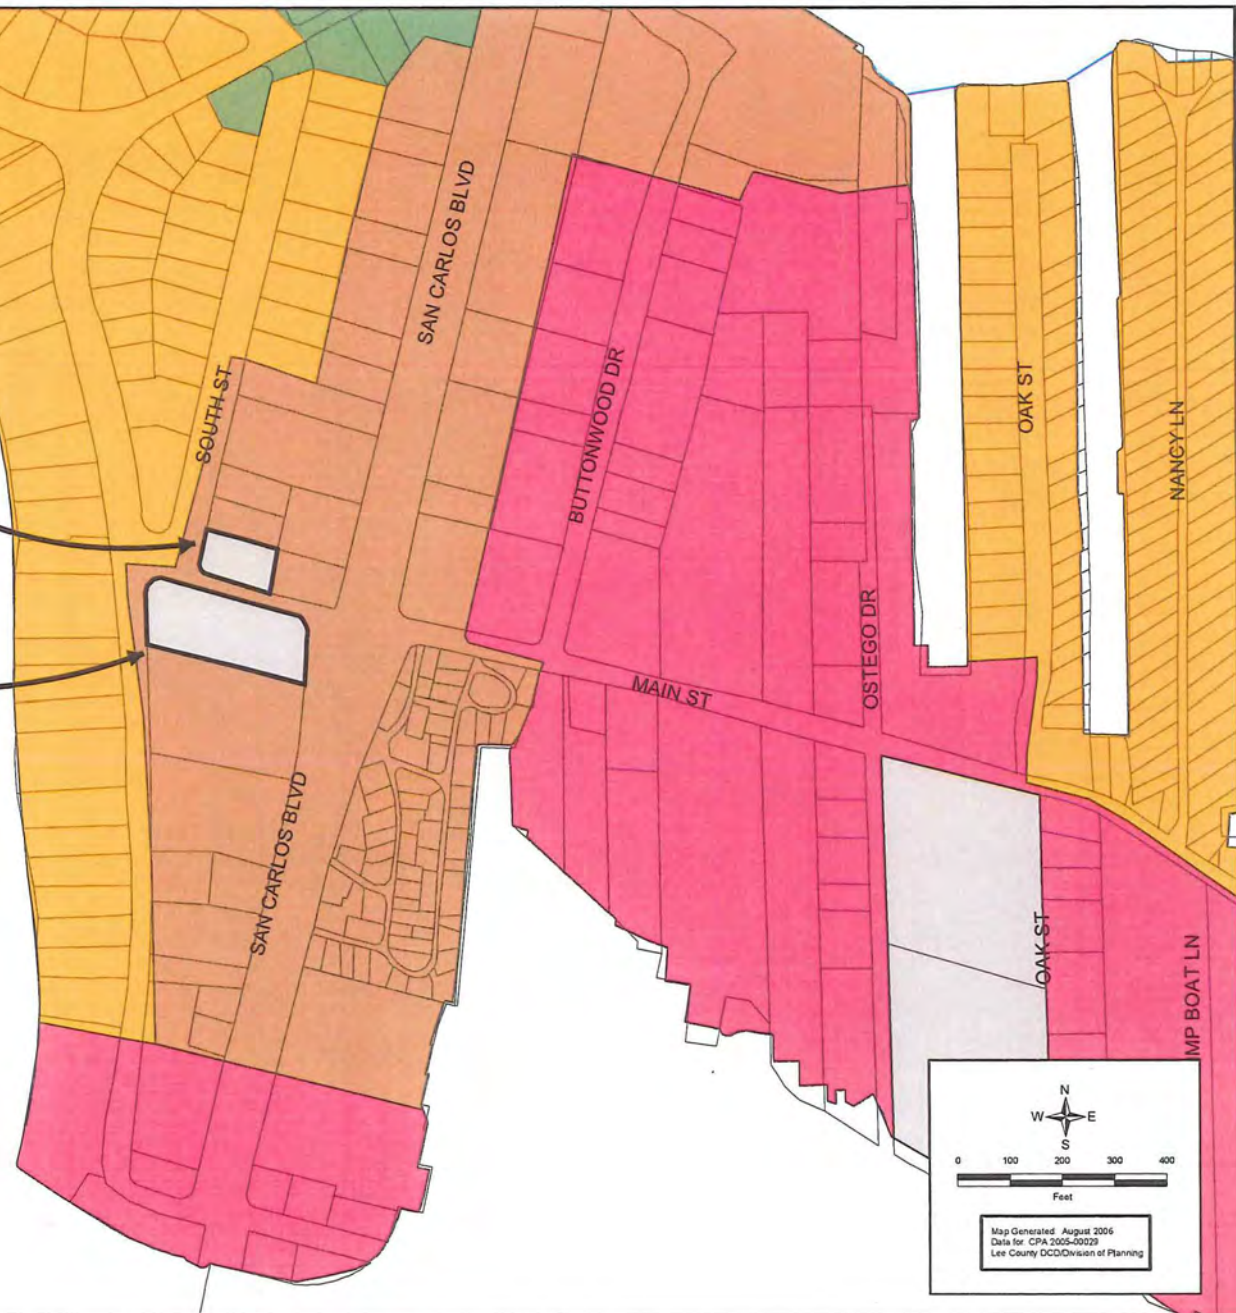 SAN CARLOS BLVD
SOUTH ST
BUTTONWOOD DR
OAK ST
NANCY LN
OSTEGO DR
MAIN ST
SAN CARLOS BLVD
OAK ST
MP BOAT LN
N
W E
S
0 100 200 300 400
Feet
Map Generated August 2006
Data for CPA 2005-00029
Lee County DCD/Division of Planning